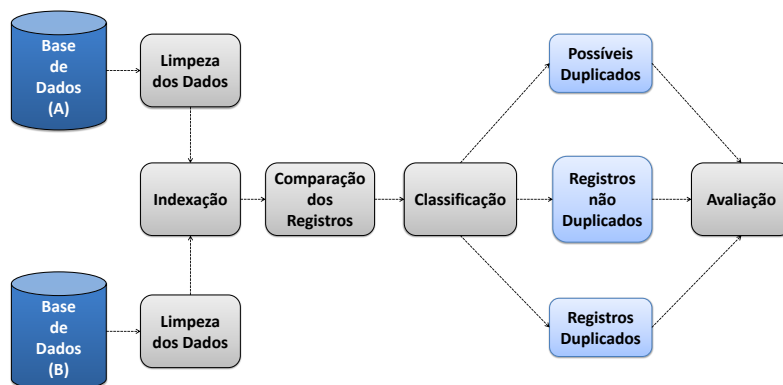 Base
de
Dados
(A)
Limpeza
dos Dados
Possíveis
Duplicados
Indexação
Comparação
dos
Registros
Classificação
Registros
não
Duplicados
Avaliação
Base
de
Dados
(B)
Limpeza
dos Dados
Registros
Duplicados